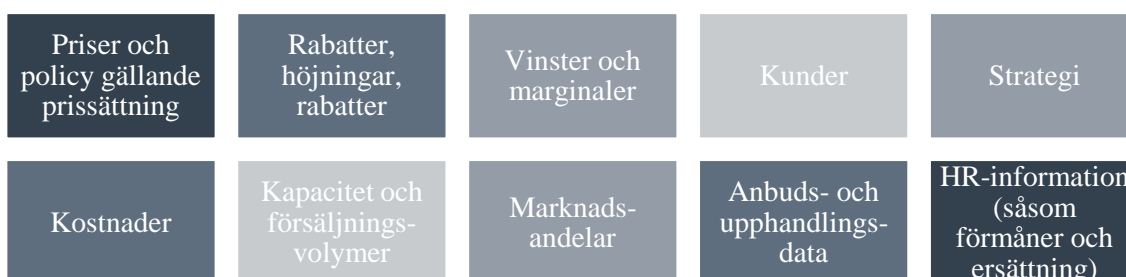 Priser och
policy gällande
prissättning
Rabatter,
höjningar,
rabatter
Vinster och
marginaler
Kunder
Strategi
Kostnader
Kapacitet och
försäljnings-
volymer
Marknads-
andelar
Anbuds- och
upphandlings-
data
HR-information
(såsom
förmåner och
ersättning)